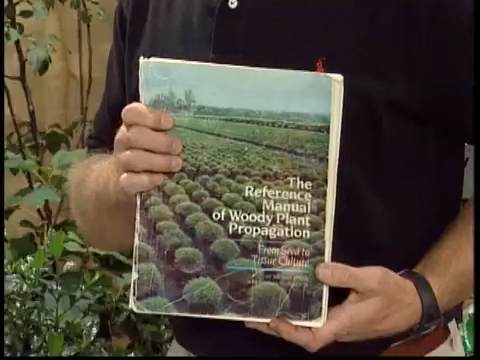 The
Reference
Manual
of Woody Plant
Propagation
From Seed to
Tissue Culture